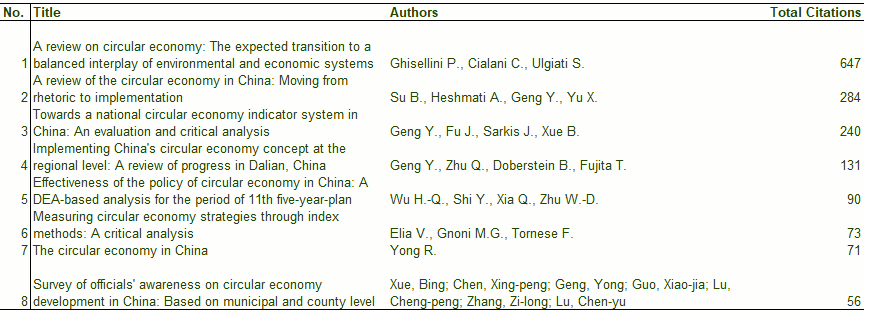 No. Title Authors Total Citations
A review on circular economy: The expected transition to a
1 balanced interplay of environmental and economic systems Ghisellini P., Cialani C., Ulgiati S. 647
A review of the circular economy in China: Moving from
2 rhetoric to implementation Su B., Heshmati A., Geng Y., Yu X. 284
Towards a national circular economy indicator system in
3 China: An evaluation and critical analysis Geng Y., Fu J., Sarkis J., Xue B. 240
Implementing China's circular economy concept at the
4 regional level: A review of progress in Dalian, China Geng Y., Zhu Q., Doberstein B., Fujita T. 131
Effectiveness of the policy of circular economy in China: A
5 DEA-based analysis for the period of 11th five-year-plan Wu H.-Q., Shi Y., Xia Q., Zhu W.-D. 90
Measuring circular economy strategies through index
6 methods: A critical analysis Elia V., Gnoni M.G., Tornese F. 73
7 The circular economy in China Yong R. 71
Survey of officials' awareness on circular economy Xue, Bing; Chen, Xing-peng; Geng, Yong; Guo, Xiao-jia; Lu,
8 development in China: Based on municipal and county level Cheng-peng; Zhang, Zi-long; Lu, Chen-yu 56